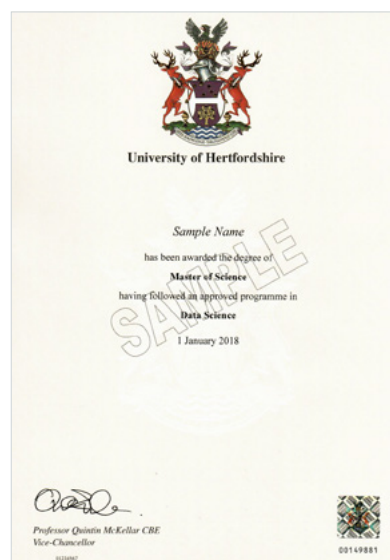 University of Hertfordshire
Sample Name
has been awarded the degree of
Master of Science
having followed an approved programme in
Data Science
1 January 2018
SAMPLE
Professor Quintin McKellar CBE
Vice-Chancellor
00149881